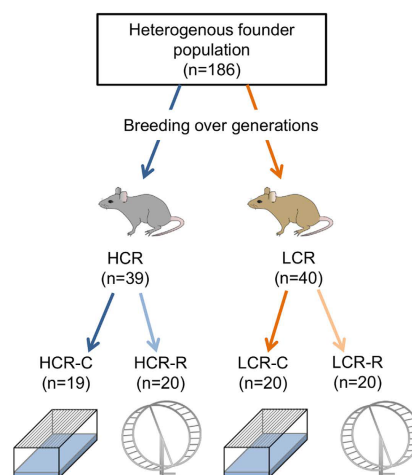 Heterogenous founder
population
(n=186)
Breeding over generations
HCR
(n=39)
LCR
(n=40)
HCR-C
(n=19)
HCR-R
(n=20)
LCR-C
(n=20)
LCR-R
(n=20)